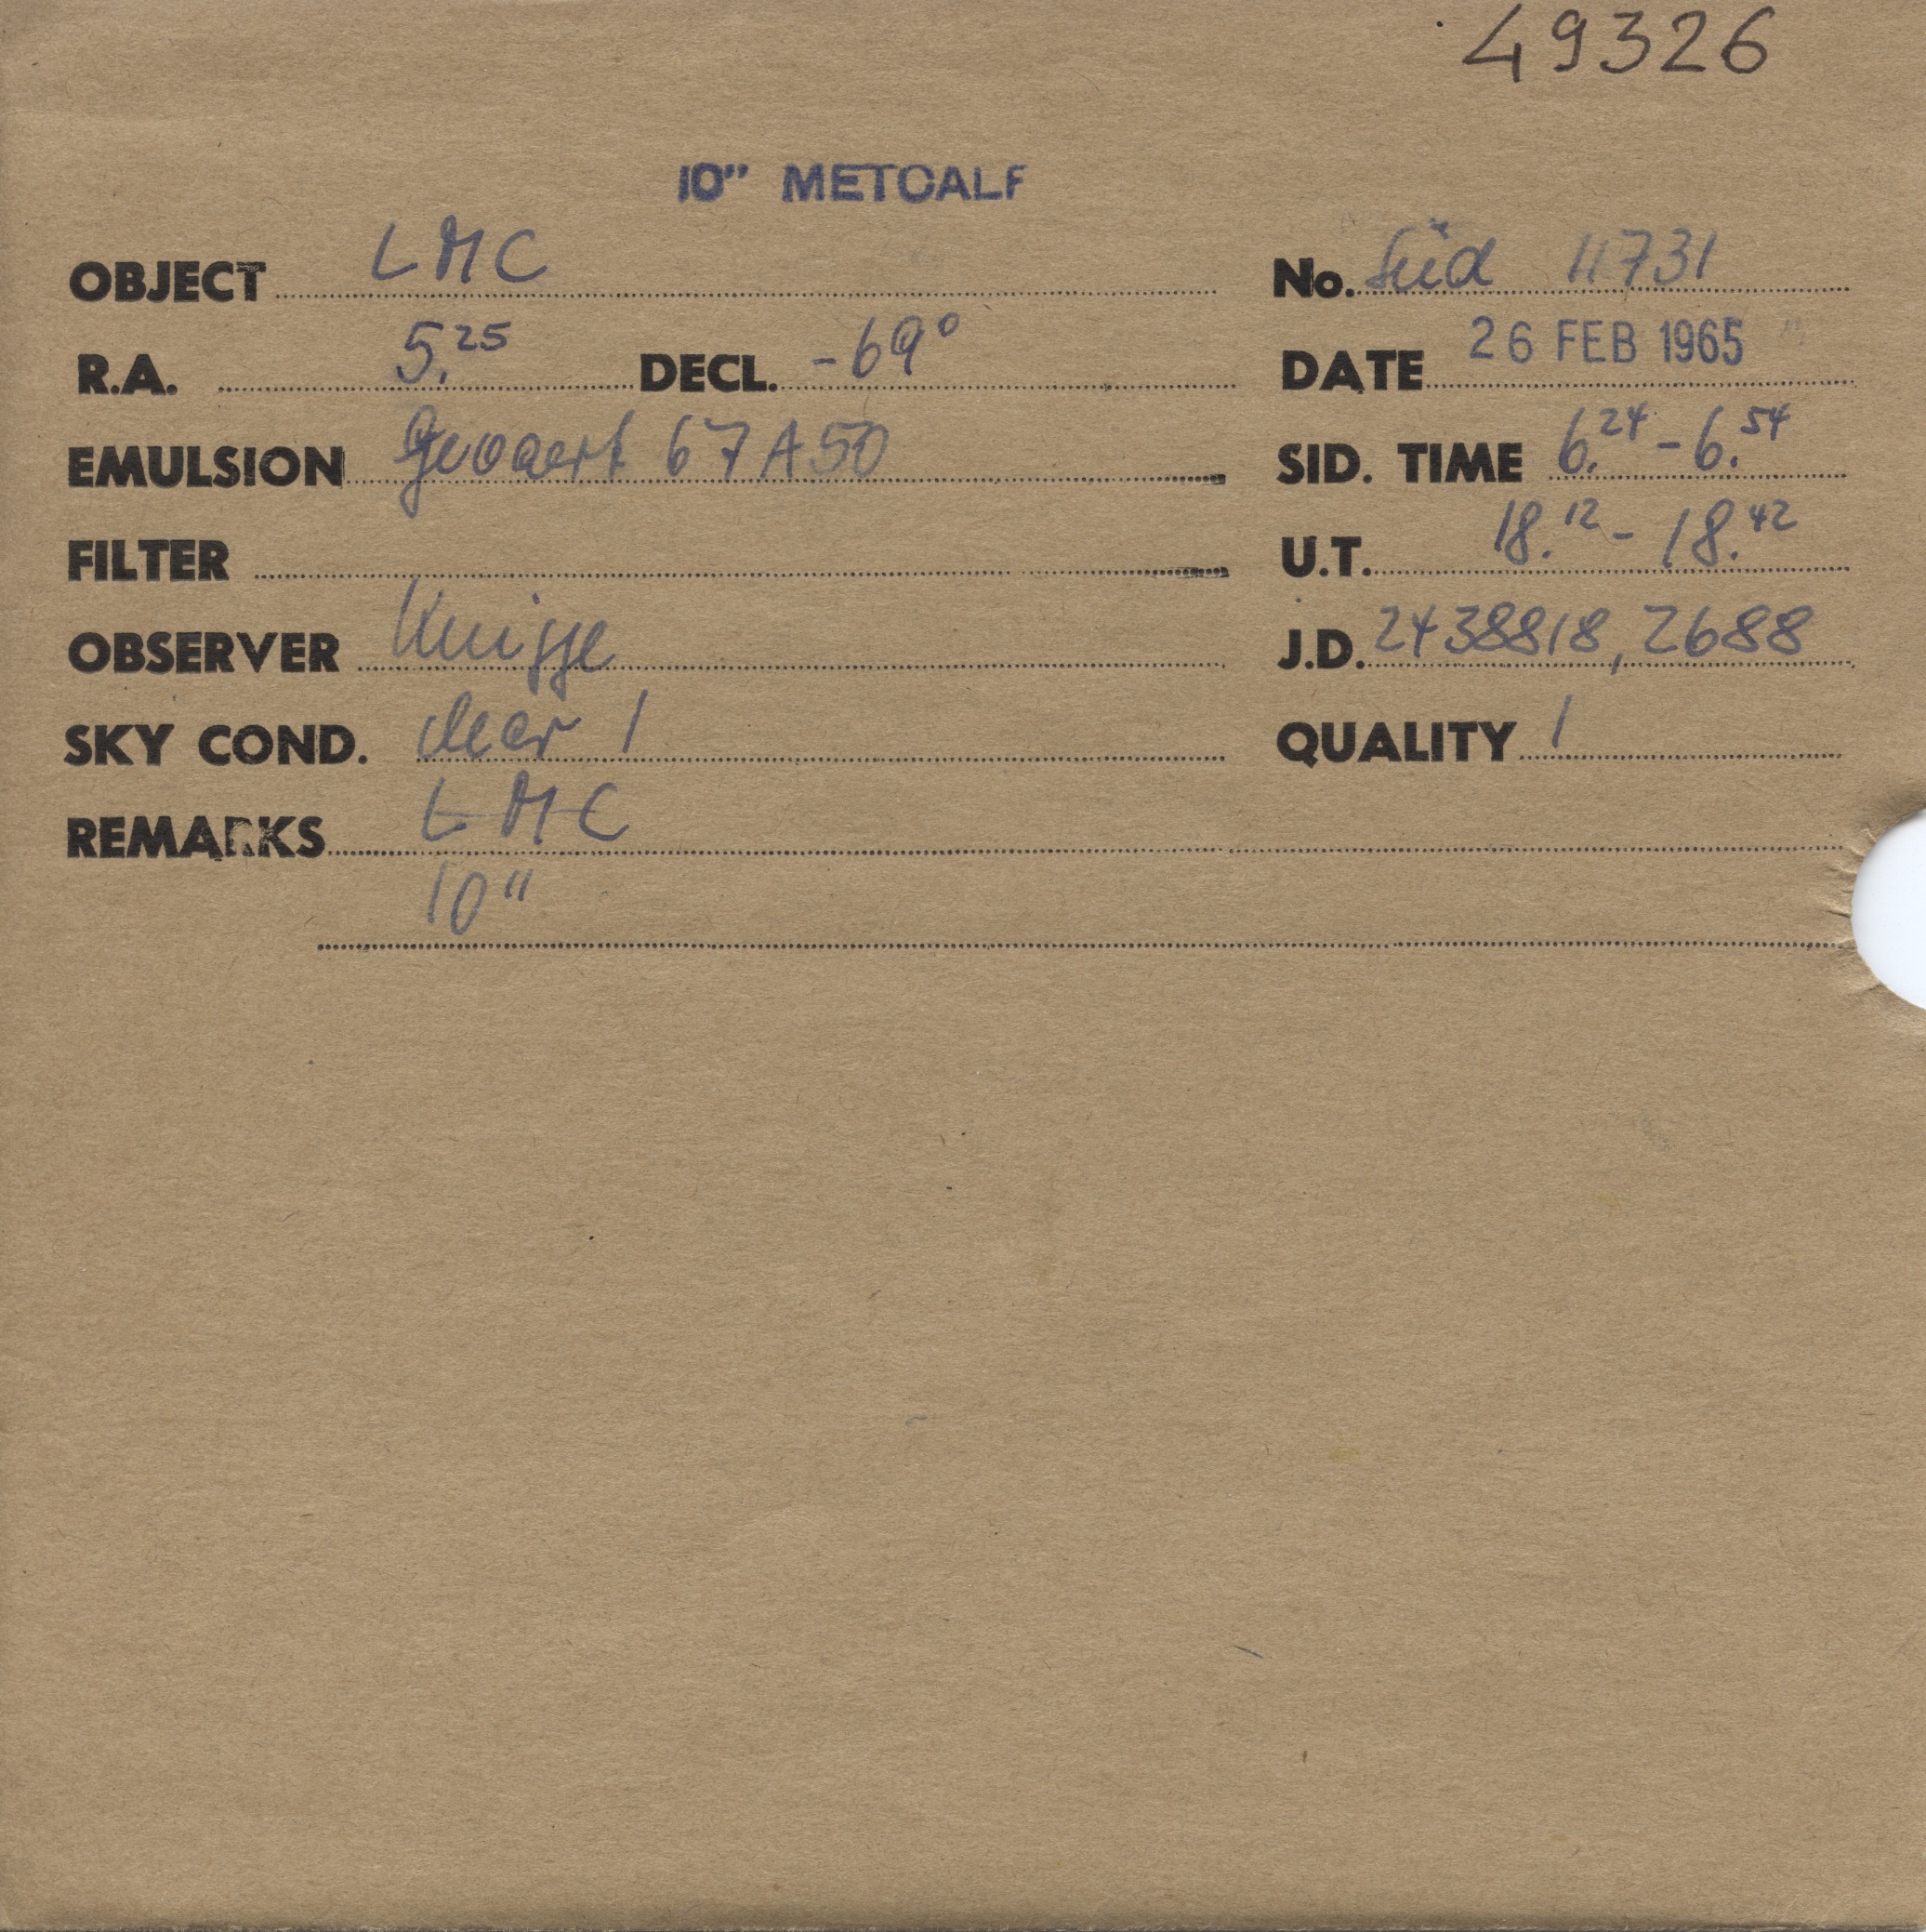 49326
10" METCALF
OBJECT LMC No. Süd 11731
R.A. 5.25 DECL. -69° DATE 26 FEB 1965
EMULSION Gevaert 67A50 SID. TIME 6.24 - 6.54
FILTER U.T. 18.12 - 18.42
OBSERVER Knigge J.D. 2438818,2688
SKY COND. clear 1 QUALITY 1
REMARKS LMC
10"